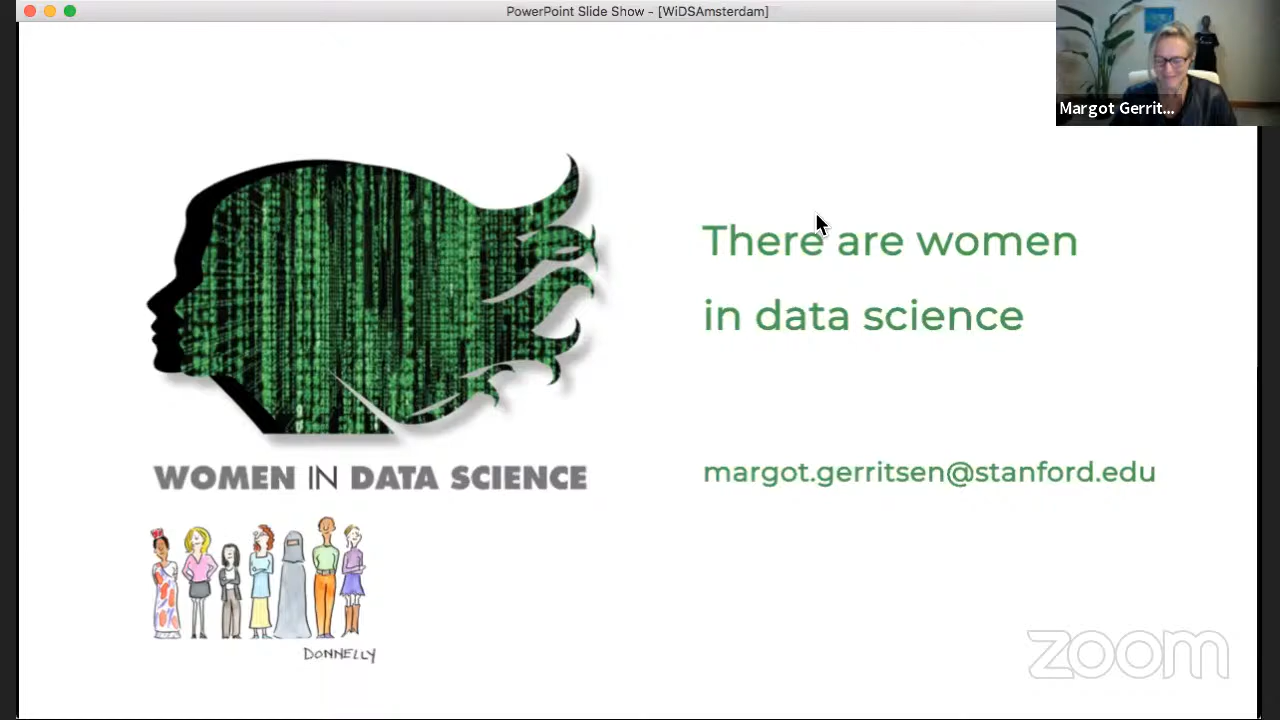 PowerPoint Slide Show - [WiDSAmsterdam]
Margot Gerrit...
There are women
in data science
WOMEN IN DATA SCIENCE
margot.gerritsen@stanford.edu
DONNELLY
zoom